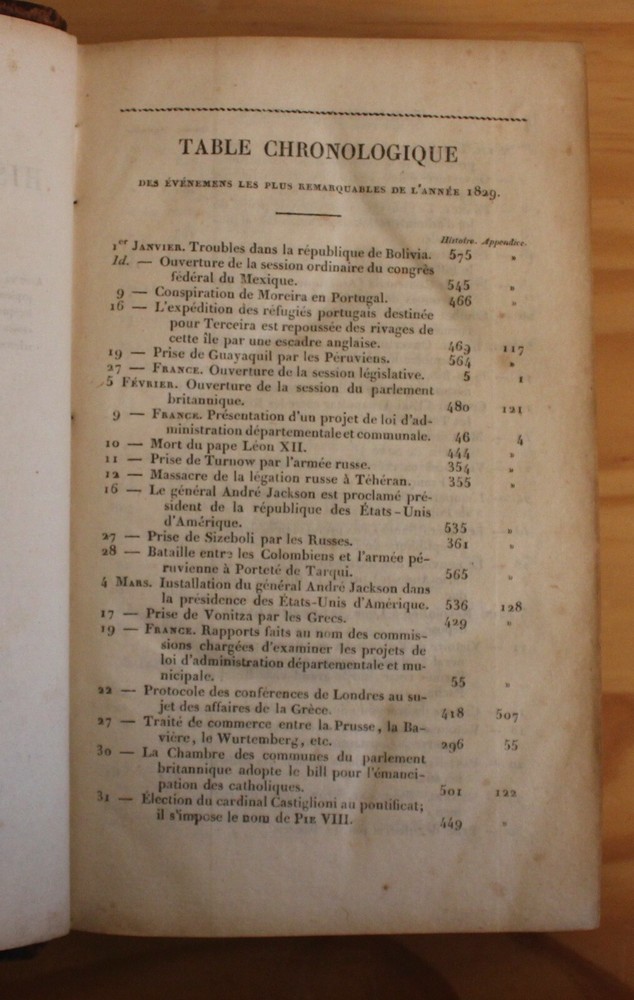 TABLE CHRONOLOGIQUE
DES ÉVÉNEMENS LES PLUS REMARQUABLES DE L'ANNÉE 1829.
Histoire. Appendice.
1er JANVIER. Troubles dans la république de Bolivia. 575 »
Id. — Ouverture de la session ordinaire du congrès
fédéral du Mexique. 545 »
9 — Conspiration de Moreira en Portugal. 466 »
16 — L'expédition des réfugiés portugais destinée
pour Terceira est repoussée des rivages de
cette île par une escadre anglaise. 469 117
19 — Prise de Guayaquil par les Péruviens. 564 »
27 — FRANCE. Ouverture de la session législative. 5 1
5 FÉVRIER. Ouverture de la session du parlement
britannique. 480 121
9 — FRANCE. Présentation d'un projet de loi d'ad-
ministration départementale et communale. 46 4
10 — Mort du pape Léon XII. 444 »
11 — Prise de Turnow par l'armée russe. 354 »
12 — Massacre de la légation russe à Téhéran. 355 »
16 — Le général André Jackson est proclamé pré-
sident de la république des États-Unis
d'Amérique. 535 »
27 — Prise de Sizeboli par les Russes. 361 »
28 — Bataille entre les Colombiens et l'armée pé-
ruvienne à Porteté de Tarqui. 565 »
4 MARS. Installation du général André Jackson dans
la présidence des États-Unis d'Amérique. 536 128
17 — Prise de Vonitza par les Grecs. 429 »
19 — FRANCE. Rapports faits au nom des commis-
sions chargées d'examiner les projets de
loi d'administration départementale et mu-
nicipale. 55 »
22 — Protocole des conférences de Londres au su-
jet des affaires de la Grèce. 418 507
27 — Traité de commerce entre la Prusse, la Ba-
vière, le Wurtemberg, etc. 296 55
30 — La Chambre des communes du parlement
britannique adopte le bill pour l'émanci-
pation des catholiques. 501 122
31 — Élection du cardinal Castiglioni au pontificat;
il s'impose le nom de PIE VIII. 449 »